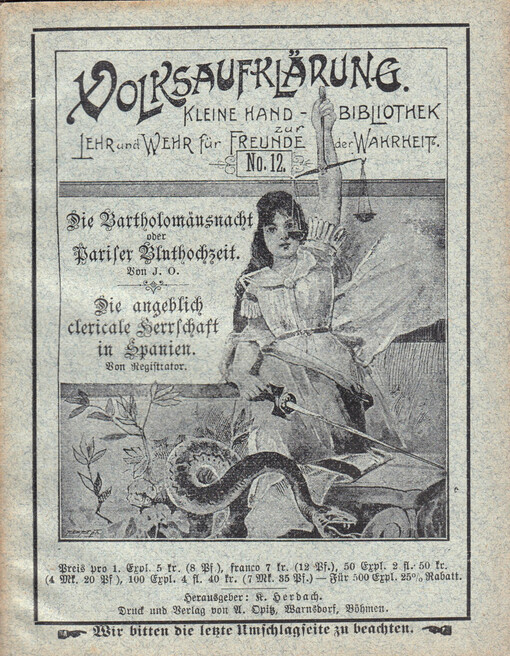 VOLKSAUFKLÄRUNG.
KLEINE HAND-BIBLIOTHEK
zur
LEHR und WEHR für FREUNDE der WAHRHEIT.
No. 12.
Die Bartholomäusnacht
oder
Pariser Bluthochzeit.
Von J. O.
Die angeblich
clericale Herrschaft
in Spanien.
Von Registrator.
Preis pro 1. Expl. 5 kr. (8 Pf.), franco 7 kr. (12 Pf.), 50 Expl. 2 fl. 50 kr.
(4 Mk. 20 Pf.), 100 Expl. 4 fl. 40 kr. (7 Mk. 35 Pf.) — Für 500 Expl. 25% Rabatt.
Herausgeber: K. Herdach.
Druck und Verlag von A. Opitz, Warnsdorf, Böhmen.
Wir bitten die letzte Umschlagseite zu beachten.